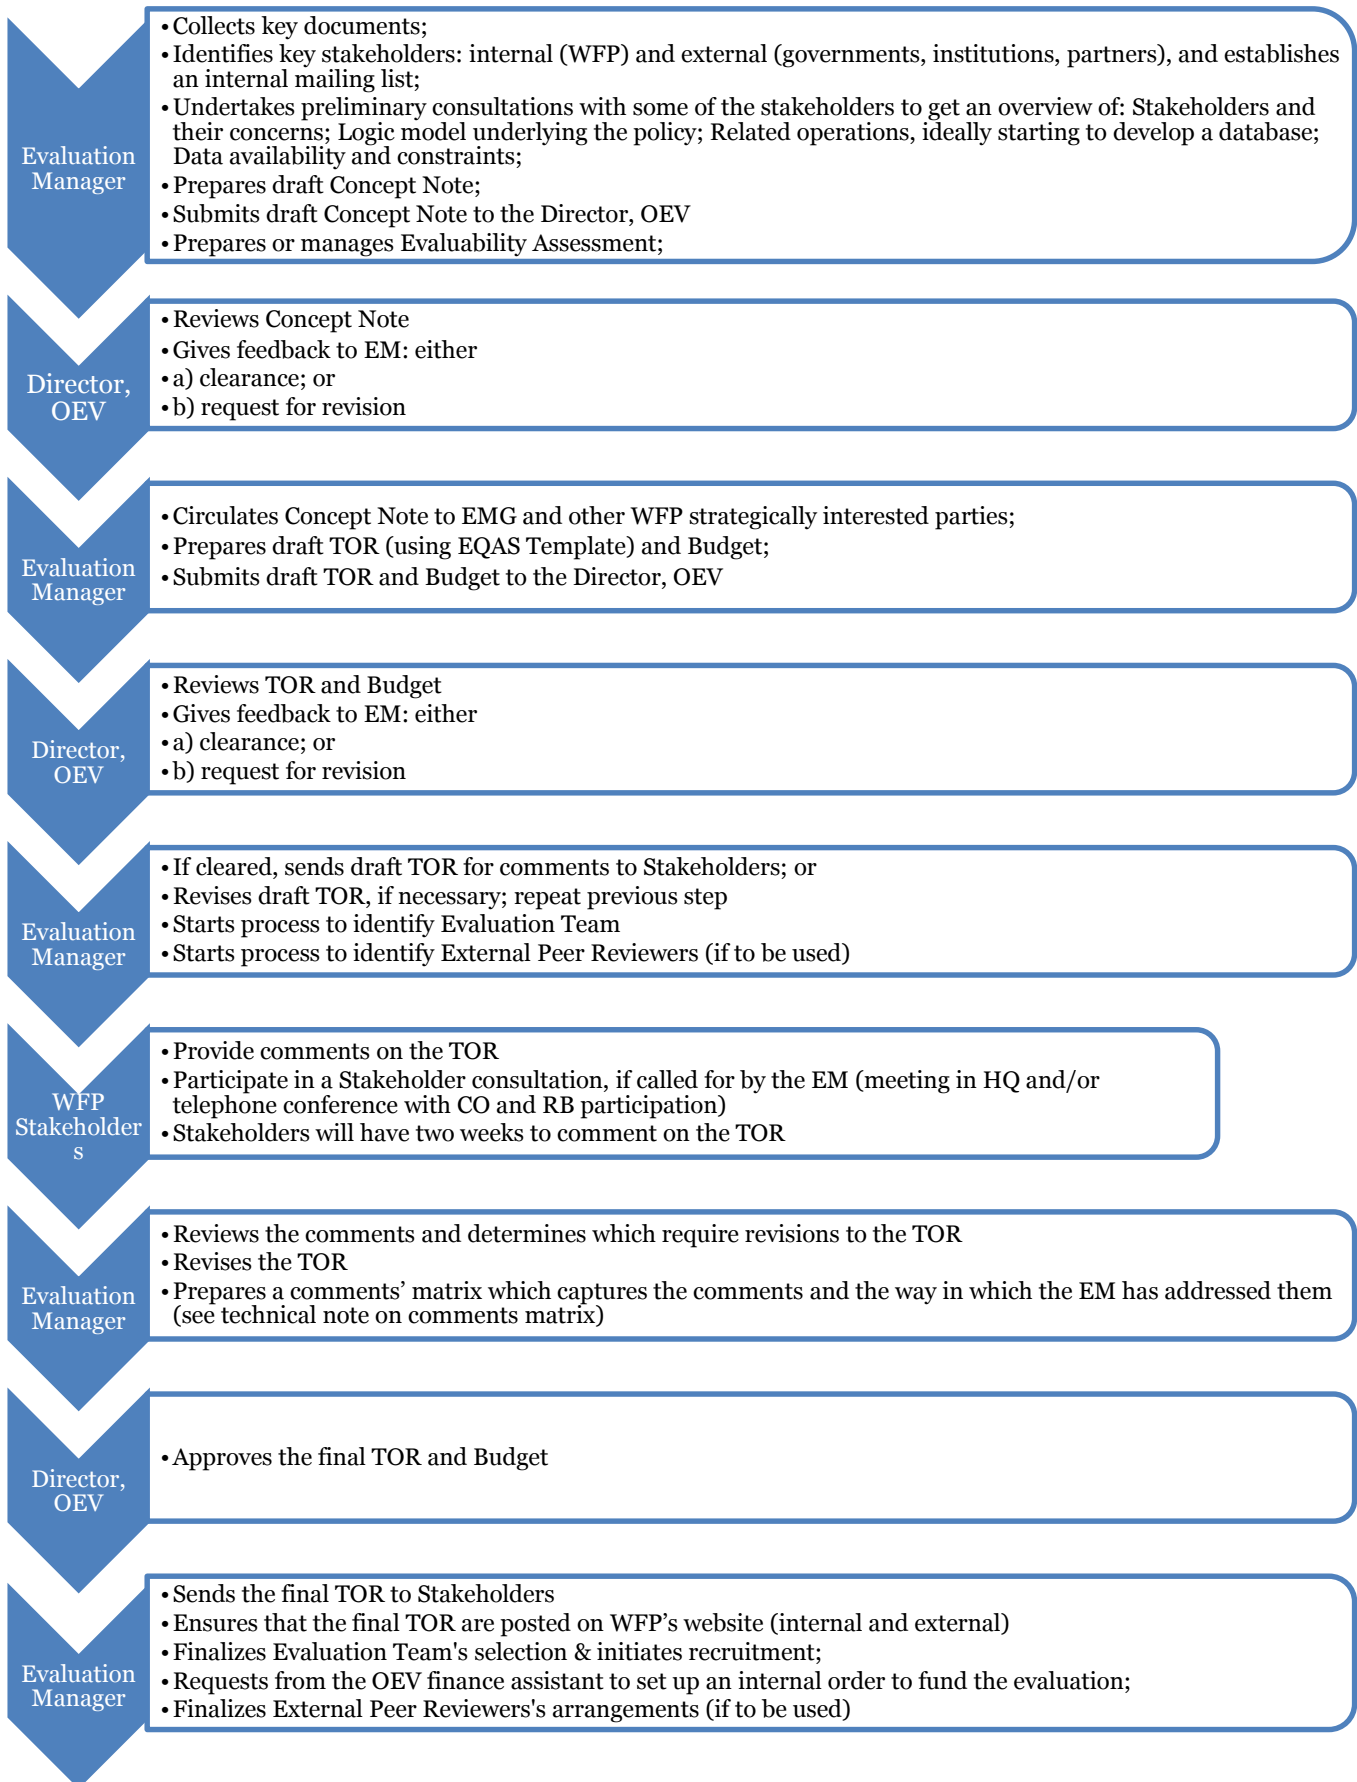 Evaluation
Manager
•Collects key documents;
•Identifies key stakeholders: internal (WFP) and external (governments, institutions, partners), and establishes
an internal mailing list;
•Undertakes preliminary consultations with some of the stakeholders to get an overview of: Stakeholders and
their concerns; Logic model underlying the policy; Related operations, ideally starting to develop a database;
Data availability and constraints;
•Prepares draft Concept Note;
•Submits draft Concept Note to the Director, OEV
•Prepares or manages Evaluability Assessment;
Director,
OEV
•Reviews Concept Note
•Gives feedback to EM: either
•a) clearance; or
•b) request for revision
Evaluation
Manager
•Circulates Concept Note to EMG and other WFP strategically interested parties;
•Prepares draft TOR (using EQAS Template) and Budget;
•Submits draft TOR and Budget to the Director, OEV
Director,
OEV
•Reviews TOR and Budget
•Gives feedback to EM: either
•a) clearance; or
•b) request for revision
Evaluation
Manager
•If cleared, sends draft TOR for comments to Stakeholders; or
•Revises draft TOR, if necessary; repeat previous step
•Starts process to identify Evaluation Team
•Starts process to identify External Peer Reviewers (if to be used)
WFP
Stakeholder
s
•Provide comments on the TOR
•Participate in a Stakeholder consultation, if called for by the EM (meeting in HQ and/or
telephone conference with CO and RB participation)
•Stakeholders will have two weeks to comment on the TOR
Evaluation
Manager
•Reviews the comments and determines which require revisions to the TOR
•Revises the TOR
•Prepares a comments’ matrix which captures the comments and the way in which the EM has addressed them
(see technical note on comments matrix)
Director,
OEV
•Approves the final TOR and Budget
Evaluation
Manager
•Sends the final TOR to Stakeholders
•Ensures that the final TOR are posted on WFP’s website (internal and external)
•Finalizes Evaluation Team's selection & initiates recruitment;
•Requests from the OEV finance assistant to set up an internal order to fund the evaluation;
•Finalizes External Peer Reviewers's arrangements (if to be used)